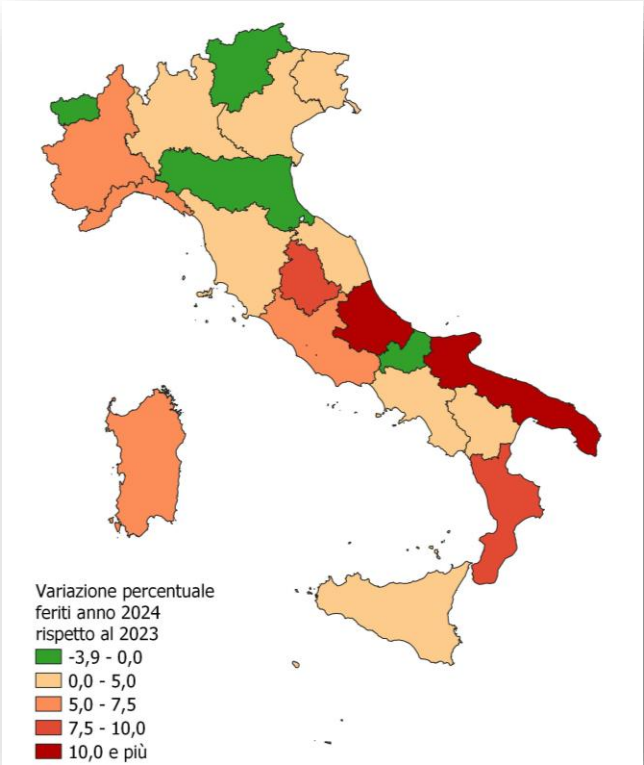 Variazione percentuale
feriti anno 2024
rispetto al 2023
-3,9 - 0,0
0,0 - 5,0
5,0 - 7,5
7,5 - 10,0
10,0 e più